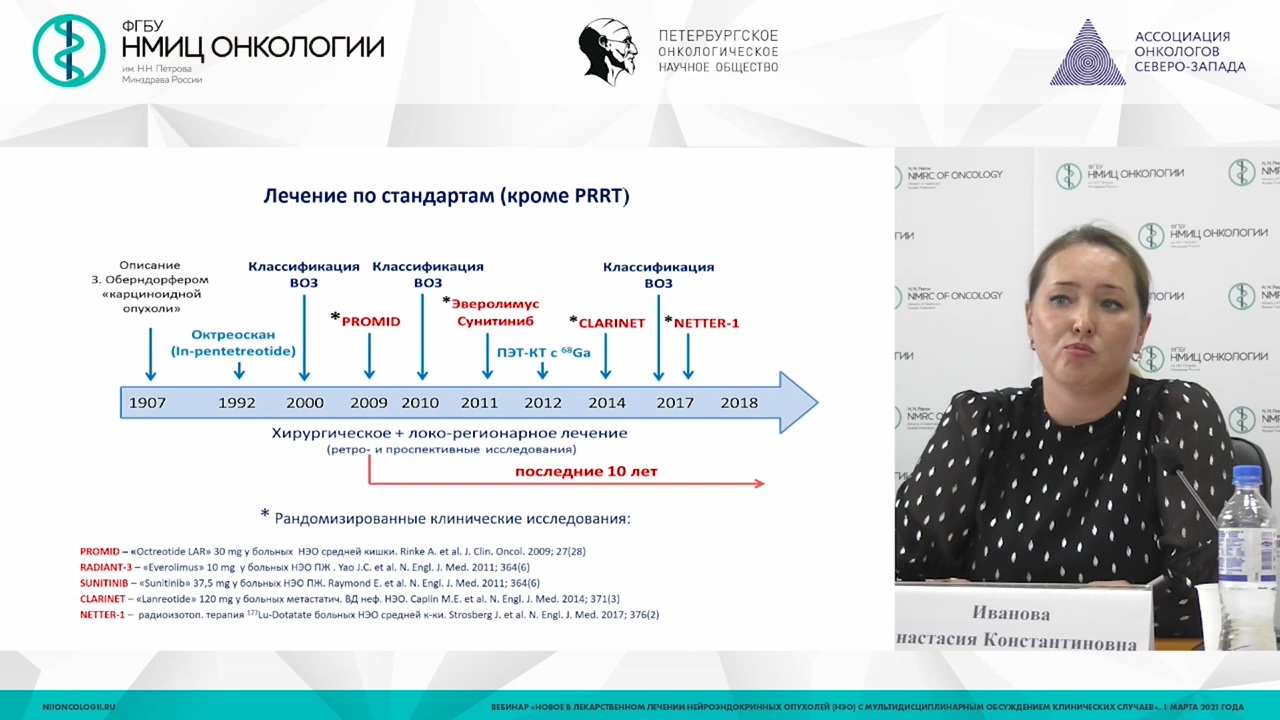 ФГБУ
НМИЦ ОНКОЛОГИИ
им. Н.Н. Петрова
Минздрава России
ПЕТЕРБУРГСКОЕ
ОНКОЛОГИЧЕСКОЕ
НАУЧНОЕ ОБЩЕСТВО
АССОЦИАЦИЯ
ОНКОЛОГОВ
СЕВЕРО-ЗАПАДА
Лечение по стандартам (кроме PRRT)
Описание
З. Оберндорфером
«карциноидной
опухоли»
Октреоскан
(In-pentetreotide)
Классификация
ВОЗ
*PROMID
Классификация
ВОЗ
*Эверолимус
Сунитиниб
ПЭТ-КТ с ⁶⁸Ga
*CLARINET
Классификация
ВОЗ
*NETTER-1
1907 1992 2000 2009 2010 2011 2012 2014 2017 2018
Хирургическое + локо-регионарное лечение
(ретро- и проспективные исследования)
последние 10 лет
* Рандомизированные клинические исследования:
PROMID – «Octreotide LAR» 30 mg у больных НЭО средней кишки. Rinke A. et al. J. Clin. Oncol. 2009; 27(28)
RADIANT-3 – «Everolimus» 10 mg у больных НЭО ПЖ . Yao J.C. et al. N. Engl. J. Med. 2011; 364(6)
SUNITINIB – «Sunitinib» 37,5 mg у больных НЭО ПЖ. Raymond E. et al. N. Engl. J. Med. 2011; 364(6)
CLARINET – «Lanreotide» 120 mg у больных метастатич. ВД неф. НЭО. Caplin M.E. et al. N. Engl. J. Med. 2014; 371(3)
NETTER-1 – радиоизотоп. терапия ¹⁷⁷Lu-Dotatate больных НЭО средней к-ки. Strosberg J. et al. N. Engl. J. Med. 2017; 376(2)
NMRC OF ONCOLOGY
ФГБУ
НМИЦ ОНКОЛОГИИ
ФГБУ
НМИЦ ОНКОЛОГИИ
NMRC OF ONCOLOGY
НМИЦ ОНКОЛОГИИ
Иванова
настасия Константиновна
NIIONCOLOGII.RU
ВЕБИНАР «НОВОЕ В ЛЕКАРСТВЕННОМ ЛЕЧЕНИИ НЕЙРОЭНДОКРИННЫХ ОПУХОЛЕЙ (НЭО) С МУЛЬТИДИСЦИПЛИНАРНЫМ ОБСУЖДЕНИЕМ КЛИНИЧЕСКИХ СЛУЧАЕВ». 1 МАРТА 2021 ГОДА